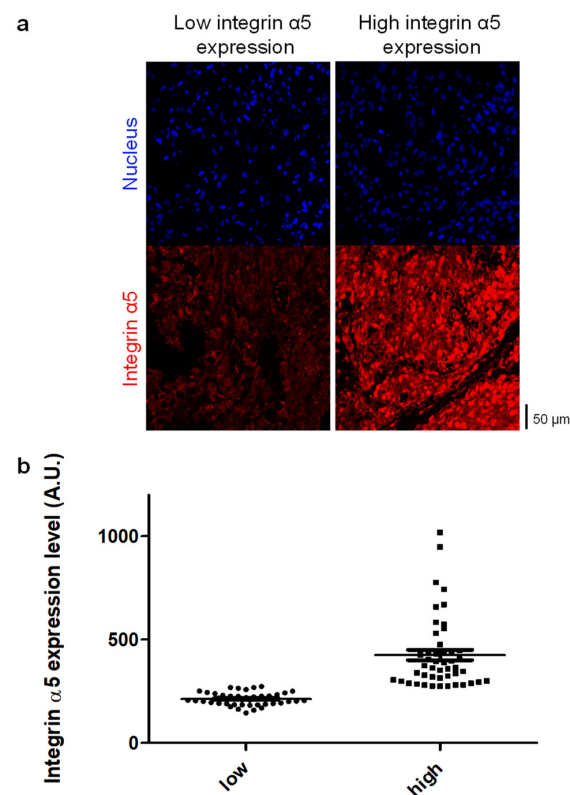 a
Low integrin α5
expression
High integrin α5
expression
Nucleus
Integrin α5
50 µm
b
Integrin α5 expression level (A.U.)
1000
500
0
low
high